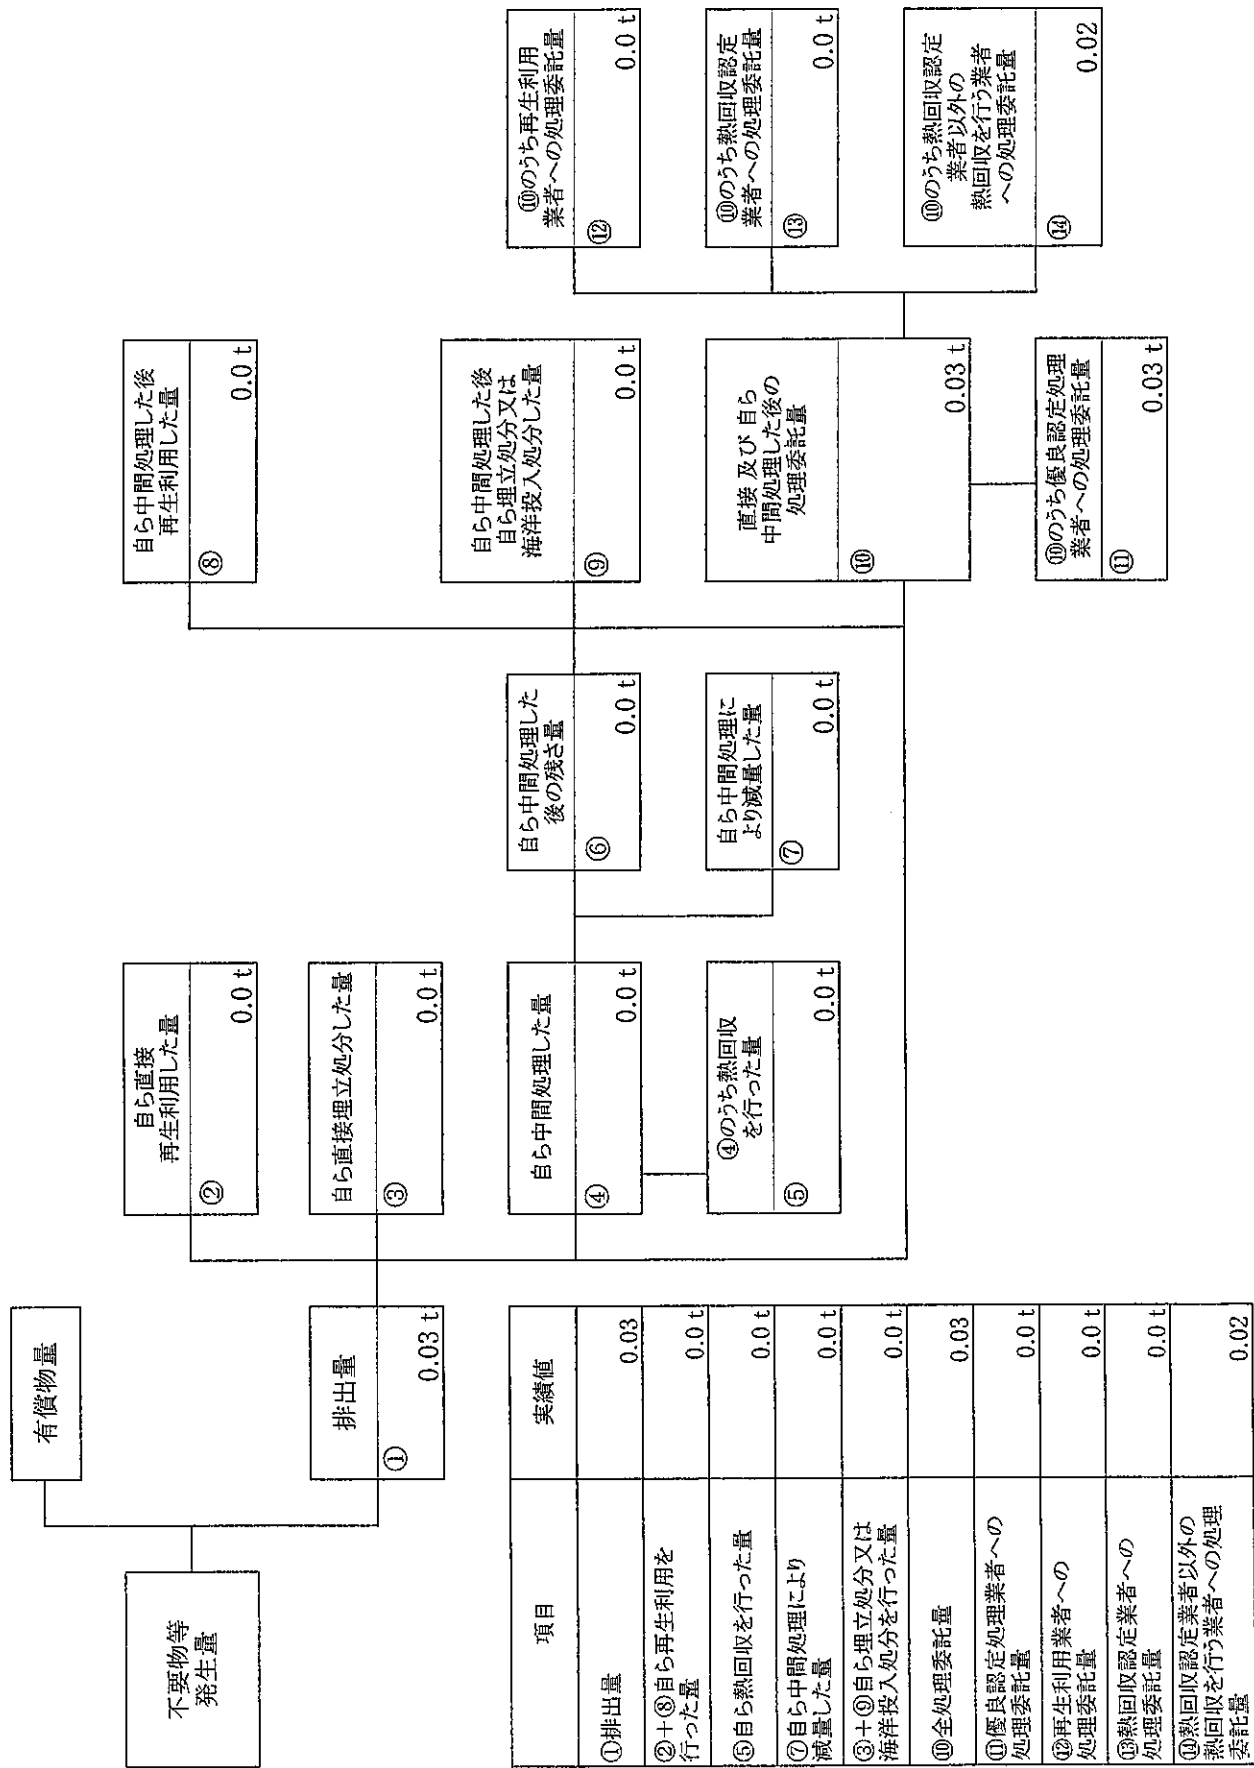 不要物等
発生量
有償物量
排出量
①
0.03 t
自ら直接
再生利用した量
②
0.0 t
自ら直接埋立処分した量
③
0.0 t
自ら中間処理した量
④
0.0 t
④のうち熱回収
を行った量
⑤
0.0 t
自ら中間処理した
後の残さ量
⑥
0.0 t
自ら中間処理に
より減量した量
⑦
0.0 t
自ら中間処理した後
再生利用した量
⑧
0.0 t
自ら中間処理した後
自ら埋立処分又は
海洋投入処分した量
⑨
0.0 t
直接 及び 自ら
中間処理した後の
処理委託量
⑩
0.03 t
⑩のうち優良認定処理
業者への処理委託量
⑪
0.03 t
⑩のうち再生利用
業者への処理委託量
⑫
0.0 t
⑩のうち熱回収認定
業者への処理委託量
⑬
0.0 t
⑩のうち熱回収認定
業者以外の
熱回収を行う業者
への処理委託量
⑭
0.02
項目
実績値
①排出量
0.03
②+⑧自ら再生利用を
行った量
0.0 t
⑤自ら熱回収を行った量
0.0 t
⑦自ら中間処理により
減量した量
0.0 t
③+⑨自ら埋立処分又は
海洋投入処分を行った量
0.0 t
⑩全処理委託量
0.03
⑪優良認定処理業者への
処理委託量
0.0 t
⑫再生利用業者への
処理委託量
0.0 t
⑬熱回収認定業者への
処理委託量
0.0 t
⑭熱回収認定業者以外の
熱回収を行う業者への処理
委託量
0.02